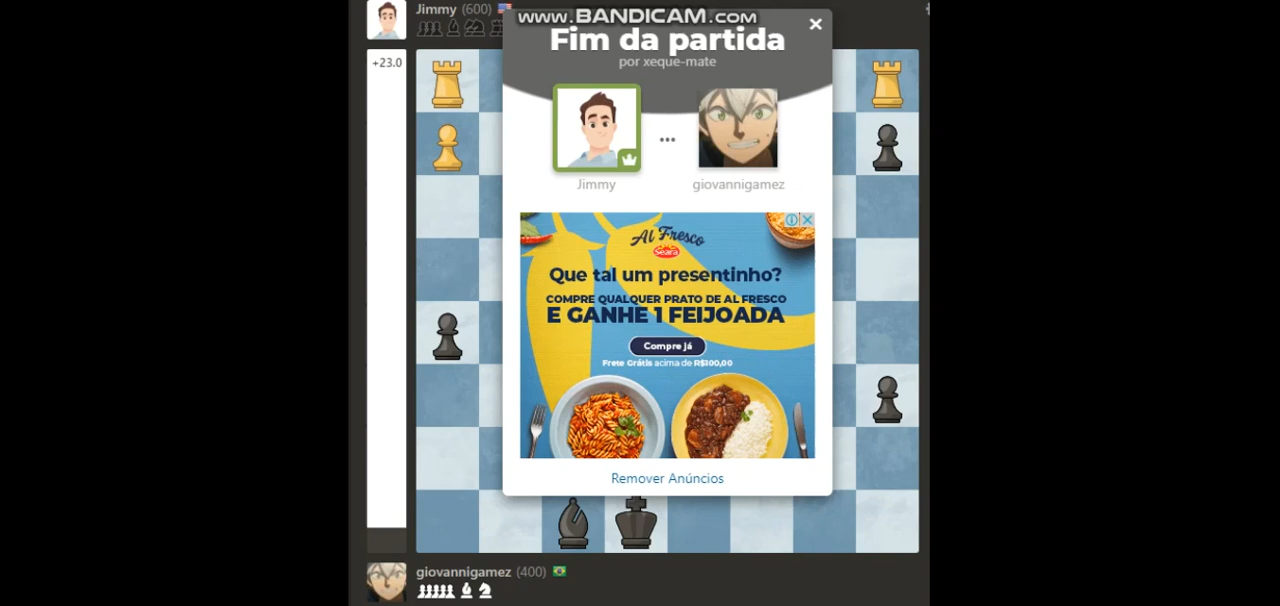 Jimmy (600)
www.BANDICAM.com
Fim da partida
por xeque-mate
+23.0
Jimmy
giovannigamez
Al Fresco
Seara
Que tal um presentinho?
COMPRE QUALQUER PRATO DE AL FRESCO
E GANHE 1 FEIJOADA
Compre já
Frete Grátis acima de R$100,00
Remover Anúncios
giovannigamez (400)